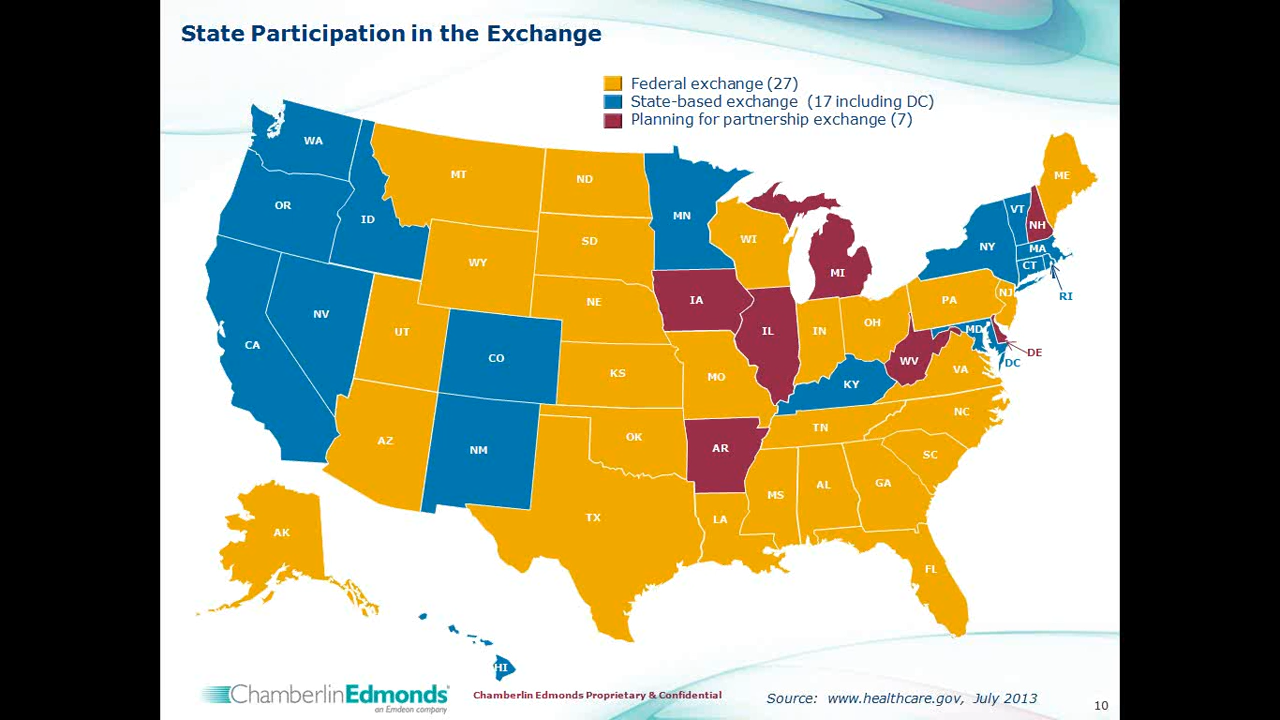 State Participation in the Exchange
Federal exchange (27)
State-based exchange (17 including DC)
Planning for partnership exchange (7)
WA
MT
ND
ME
OR
ID
MN
VT
NH
SD
WI
NY
MA
WY
MI
CT
RI
NE
IA
PA
NJ
NV
UT
IL
IN
OH
MD
CA
CO
DE
KS
MO
KY
WV
VA
DC
AZ
NM
OK
AR
TN
NC
SC
MS
AL
GA
TX
LA
AK
FL
HI
ChamberlinEdmonds
an Emdeon company
Chamberlin Edmonds Proprietary & Confidential
Source: www.healthcare.gov, July 2013
10